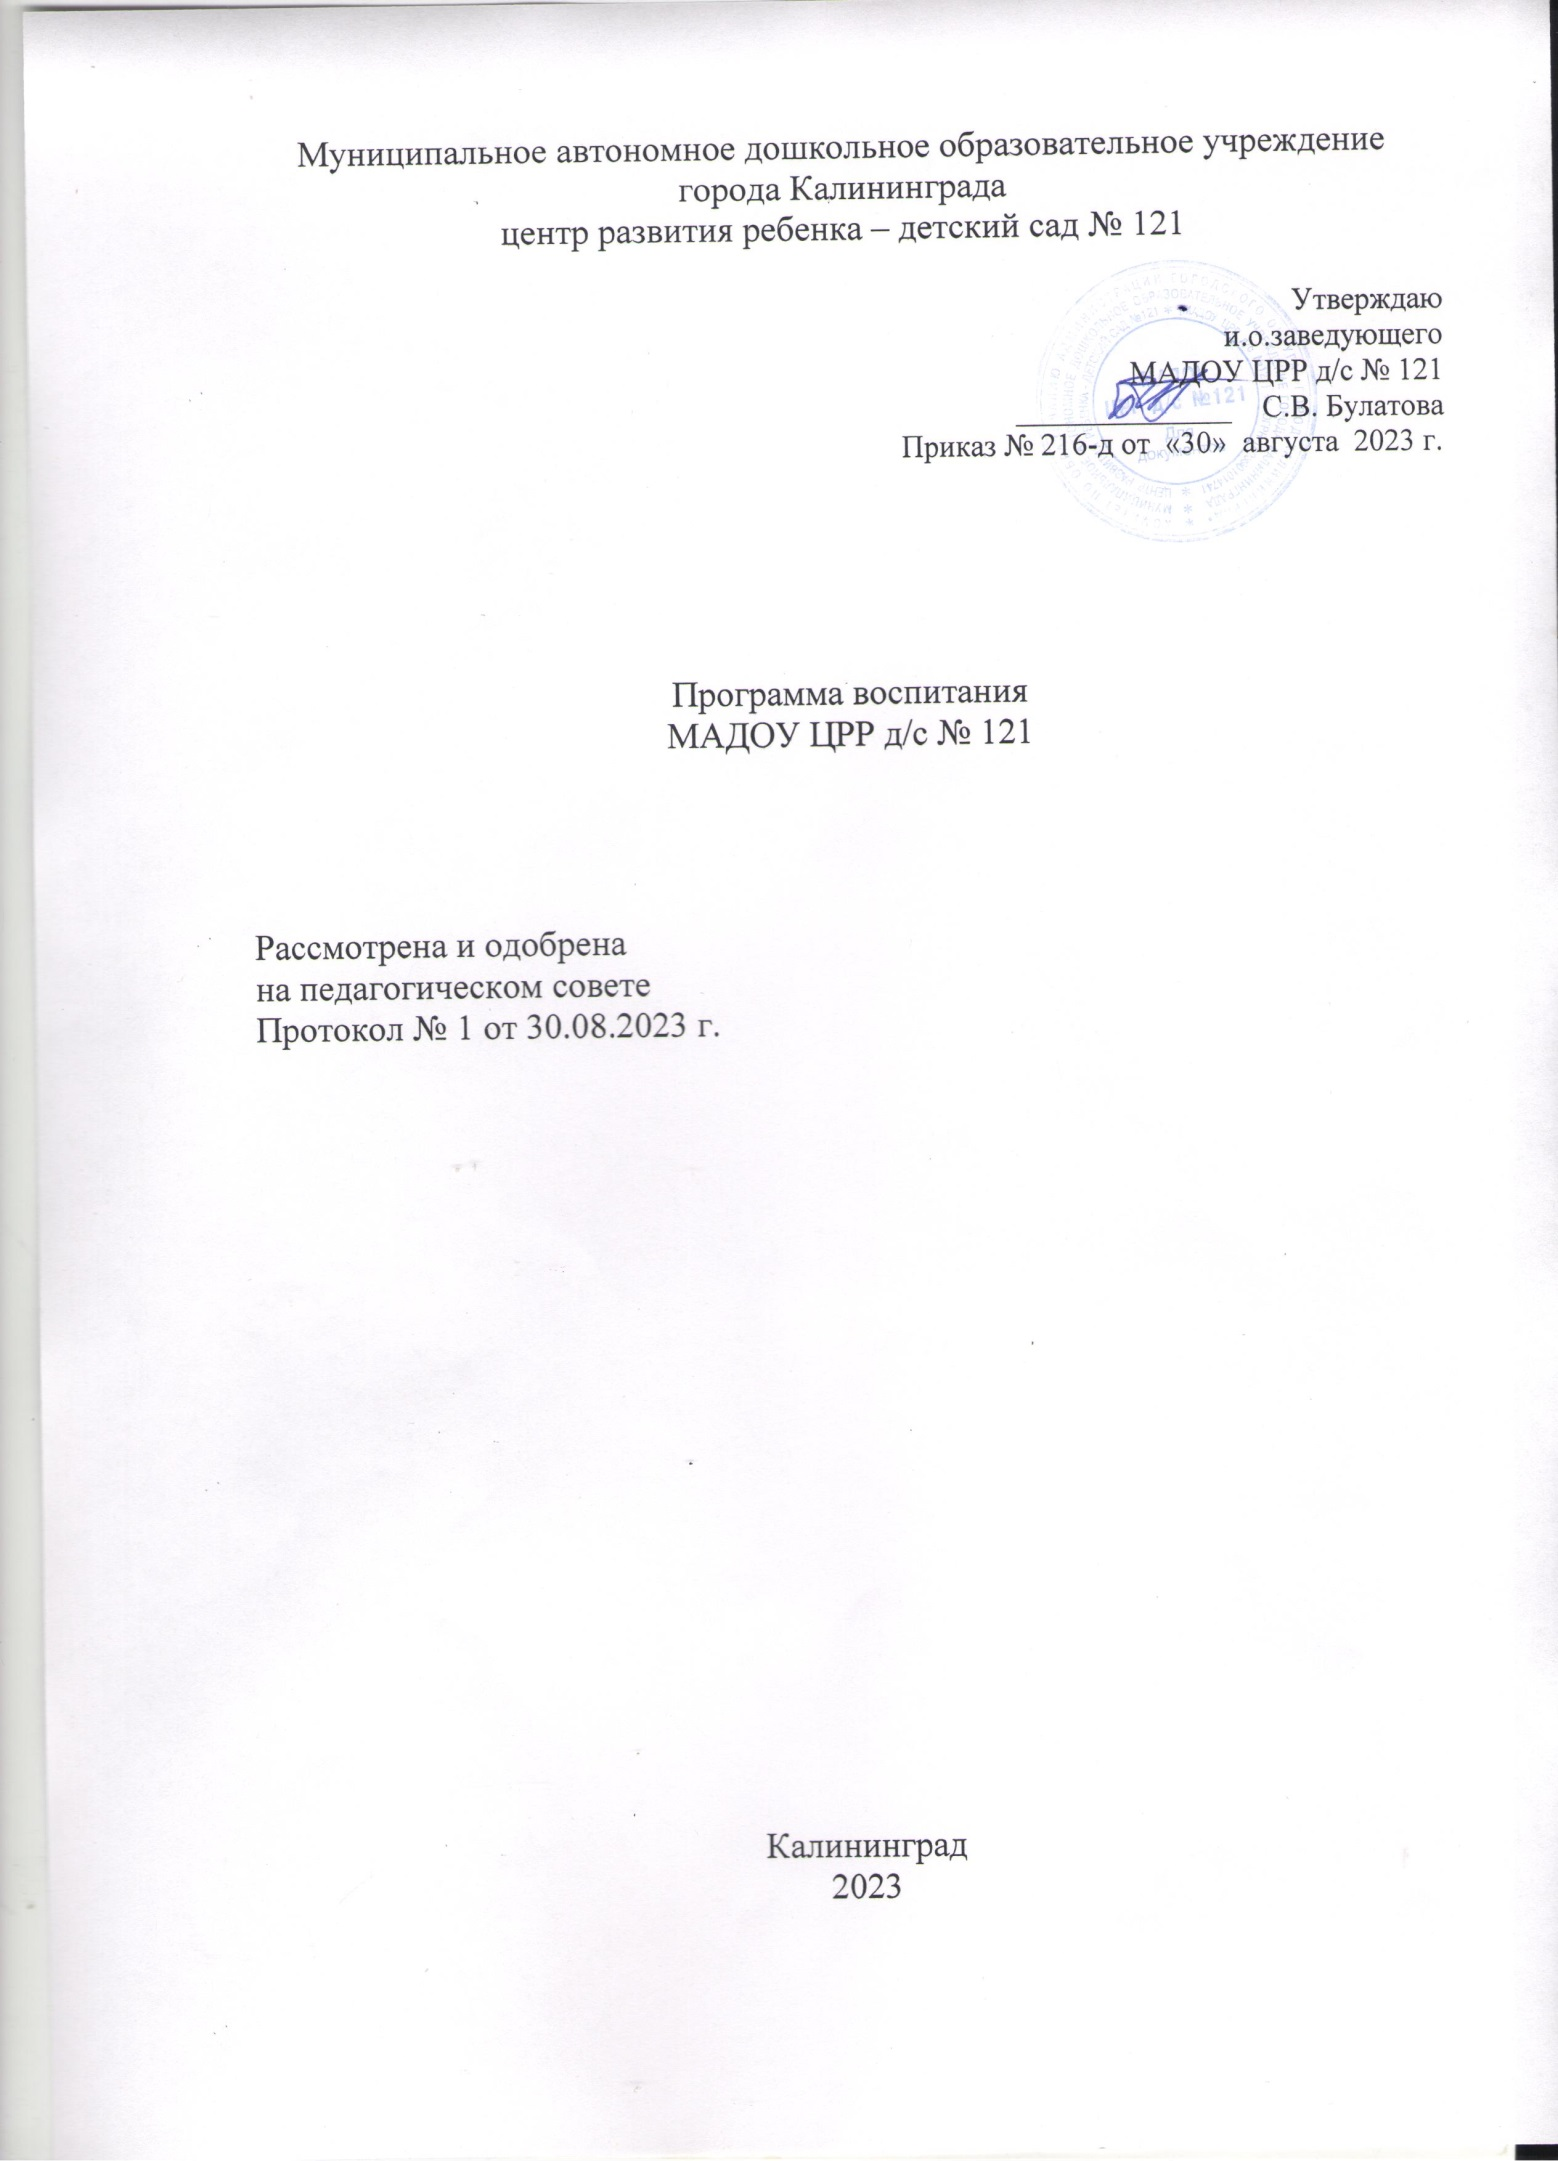 Муниципальное автономное дошкольное образовательное учреждение
города Калининграда
центр развития ребенка – детский сад № 121
Утверждаю
и.о.заведующего
МАДОУ ЦРР д/с № 121
С.В. Булатова
Приказ № 216-д от «30» августа 2023 г.
Программа воспитания
МАДОУ ЦРР д/с № 121
Рассмотрена и одобрена
на педагогическом совете
Протокол № 1 от 30.08.2023 г.
Калининград
2023